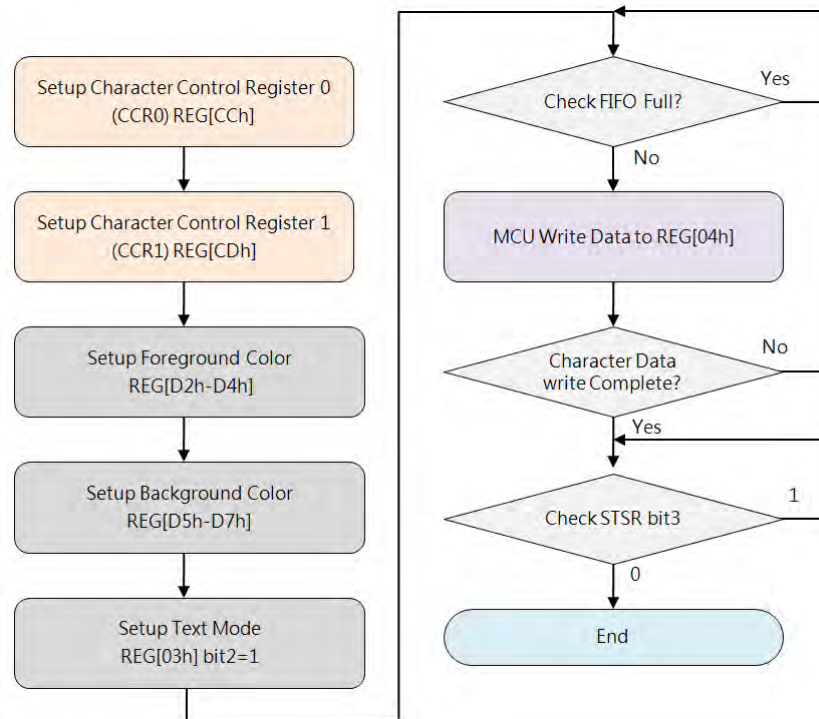 Setup Character Control Register 0
(CCR0) REG[CCh]
Setup Character Control Register 1
(CCR1) REG[CDh]
Setup Foreground Color
REG[D2h-D4h]
Setup Background Color
REG[D5h-D7h]
Setup Text Mode
REG[03h] bit2=1
Check FIFO Full?
Yes
No
MCU Write Data to REG[04h]
Character Data
write Complete?
No
Yes
Check STSR bit3
1
0
End